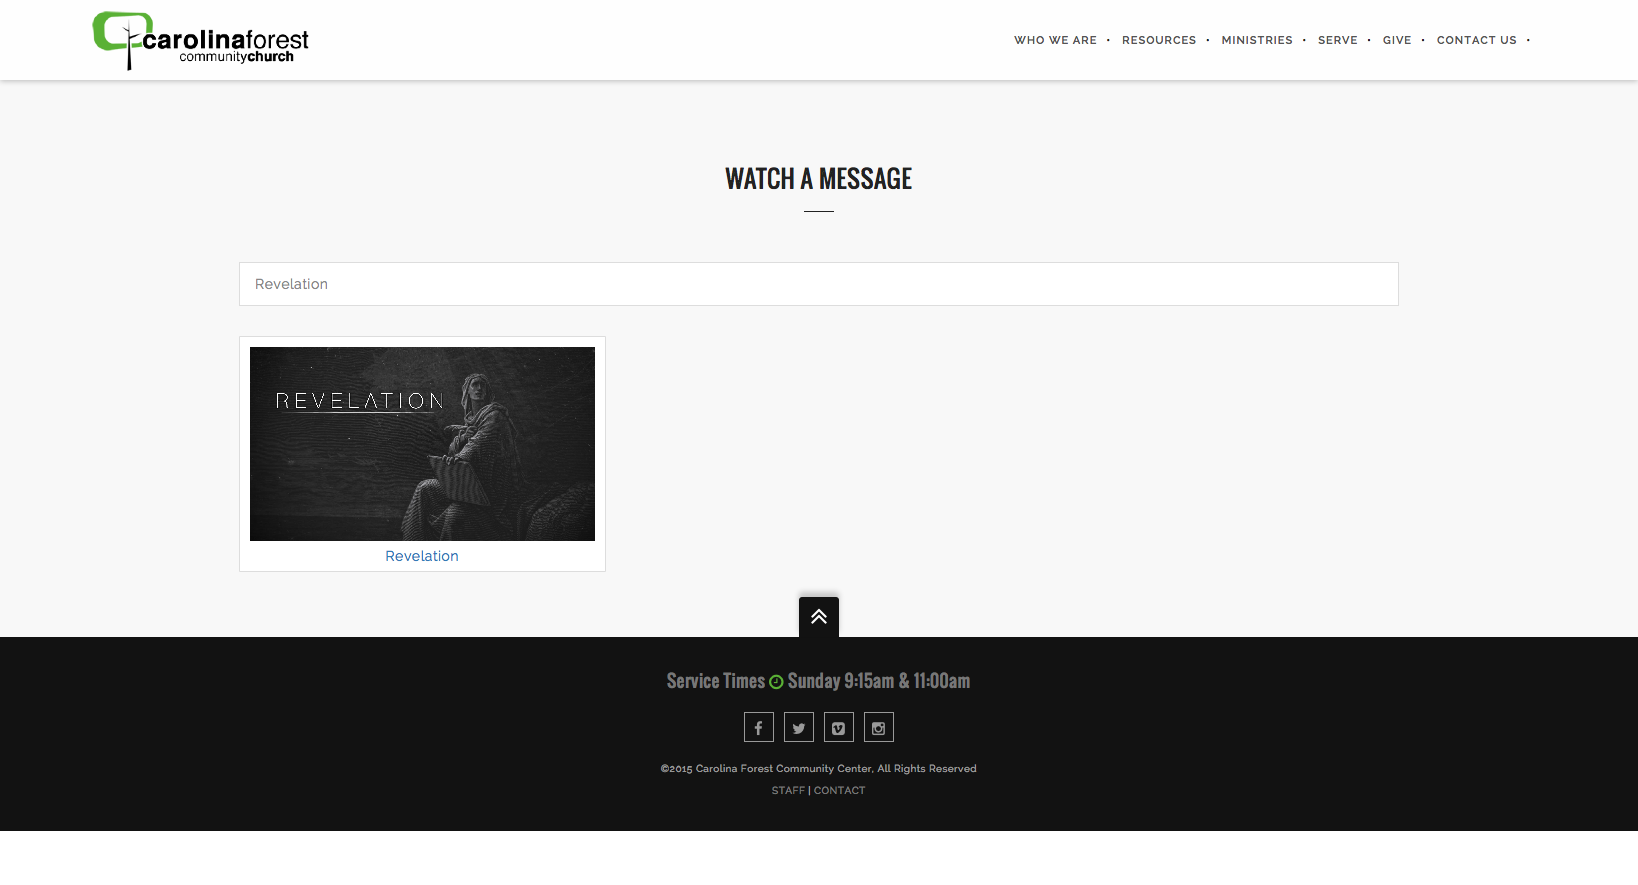 carolinaforest
communitychurch
WHO WE ARE • RESOURCES • MINISTRIES • SERVE • GIVE • CONTACT US •
WATCH A MESSAGE
Revelation
REVELATION
Revelation
Service Times Sunday 9:15am & 11:00am
©2015 Carolina Forest Community Center, All Rights Reserved
STAFF | CONTACT